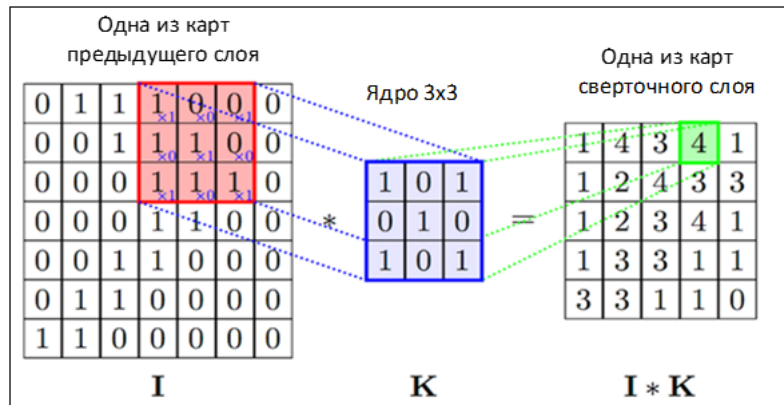 Одна из карт
предыдущего слоя
Ядро 3х3
Одна из карт
сверточного слоя
0 1 1 1 0 0 0
×1 ×0 ×1
0 0 1 1 1 0 0
×0 ×1 ×0
0 0 0 1 1 1 0
×1 ×0 ×1
0 0 0 1 1 0 0
0 0 1 1 0 0 0
0 1 1 0 0 0 0
1 1 0 0 0 0 0
I
*
1 0 1
0 1 0
1 0 1
K
=
1 4 3 4 1
1 2 4 3 3
1 2 3 4 1
1 3 3 1 1
3 3 1 1 0
I * K